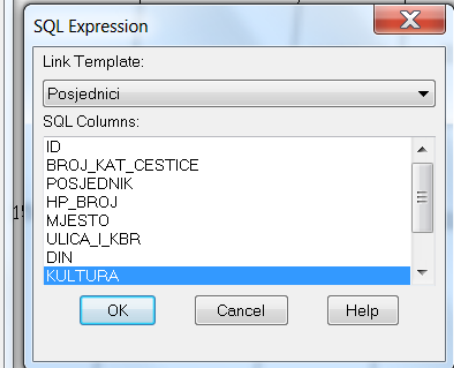 SQL Expression
Link Template:
Posjednici
SQL Columns:
ID
BROJ_KAT_CESTICE
POSJEDNIK
HP_BROJ
MJESTO
ULICA_I_KBR
DIN
KULTURA
OK Cancel Help